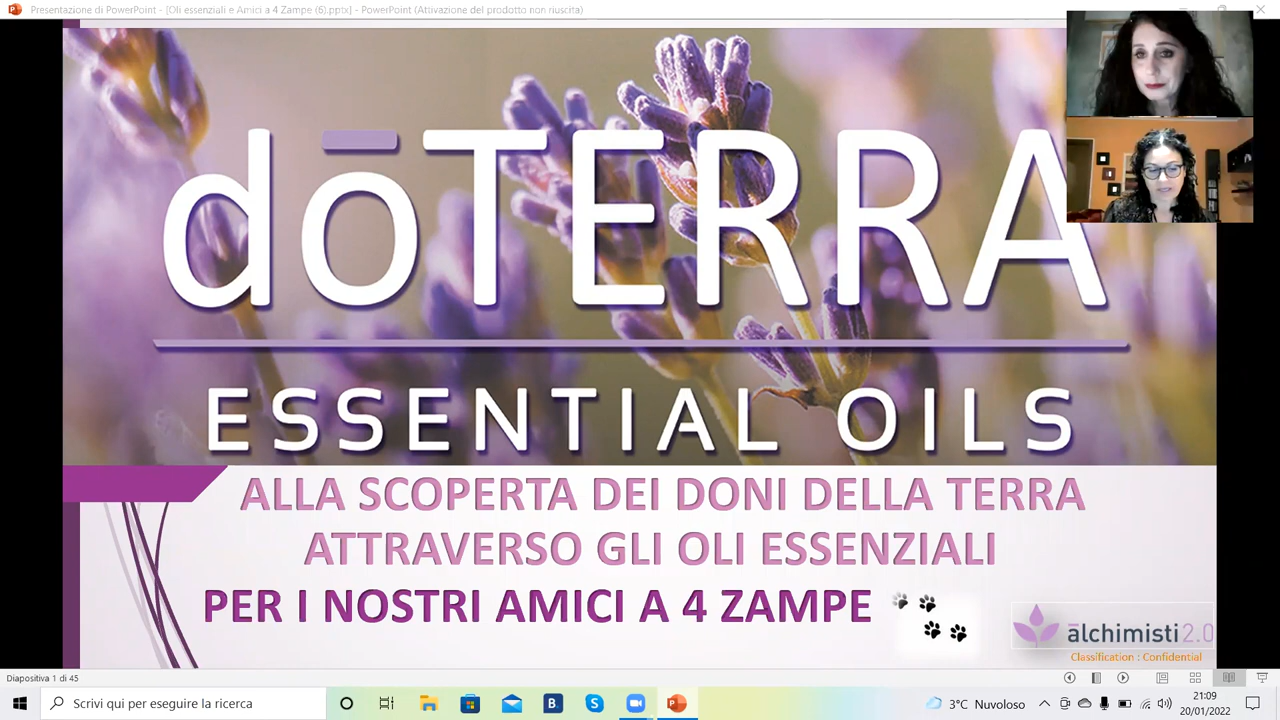 Presentazione di PowerPoint - [Oli essenziali e Amici a 4 Zampe (6).pptx] - PowerPoint (Attivazione del prodotto non riuscita)
dōTERRA
ESSENTIAL OILS
ALLA SCOPERTA DEI DONI DELLA TERRA
ATTRAVERSO GLI OLI ESSENZIALI
PER I NOSTRI AMICI A 4 ZAMPE
ālchimisti 2.0
Classification : Confidential
Diapositiva 1 di 45
Scrivi qui per eseguire la ricerca
B.
3°C Nuvoloso
21:09
20/01/2022